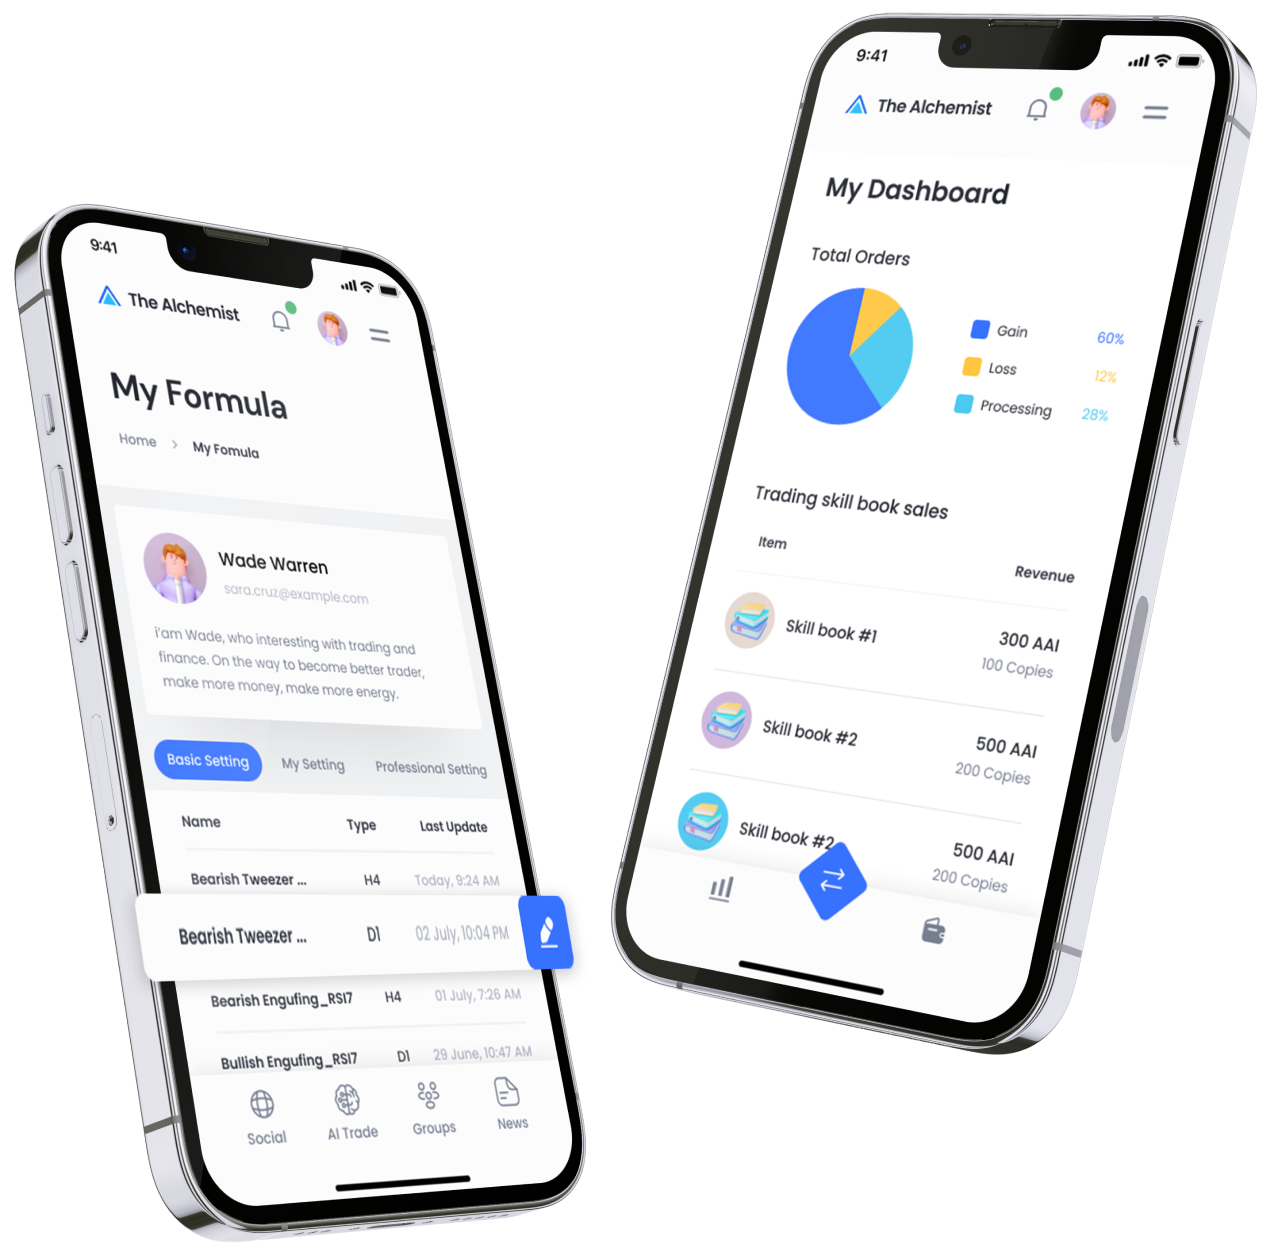 9:41
The Alchemist
My Formula
Home > My Fomula
Wade Warren
sara.cruz@example.com
i'am Wade, who interesting with trading and
finance. On the way to become better trader,
make more money, make more energy.
Basic Setting My Setting Professional Setting
Name Type Last Update
Bearish Tweezer ... H4 Today, 9:24 AM
Bearish Tweezer ... D1 02 July, 10:04 PM
Bearish Engufing_RSI7 H4 01 July, 7:26 AM
Bullish Engufing_RSI7 D1 29 June, 10:47 AM
Social AI Trade Groups News
9:41
The Alchemist
My Dashboard
Total Orders
Gain 60%
Loss 12%
Processing 28%
Trading skill book sales
Item Revenue
Skill book #1 300 AAI
100 Copies
Skill book #2 500 AAI
200 Copies
Skill book #2 500 AAI
200 Copies